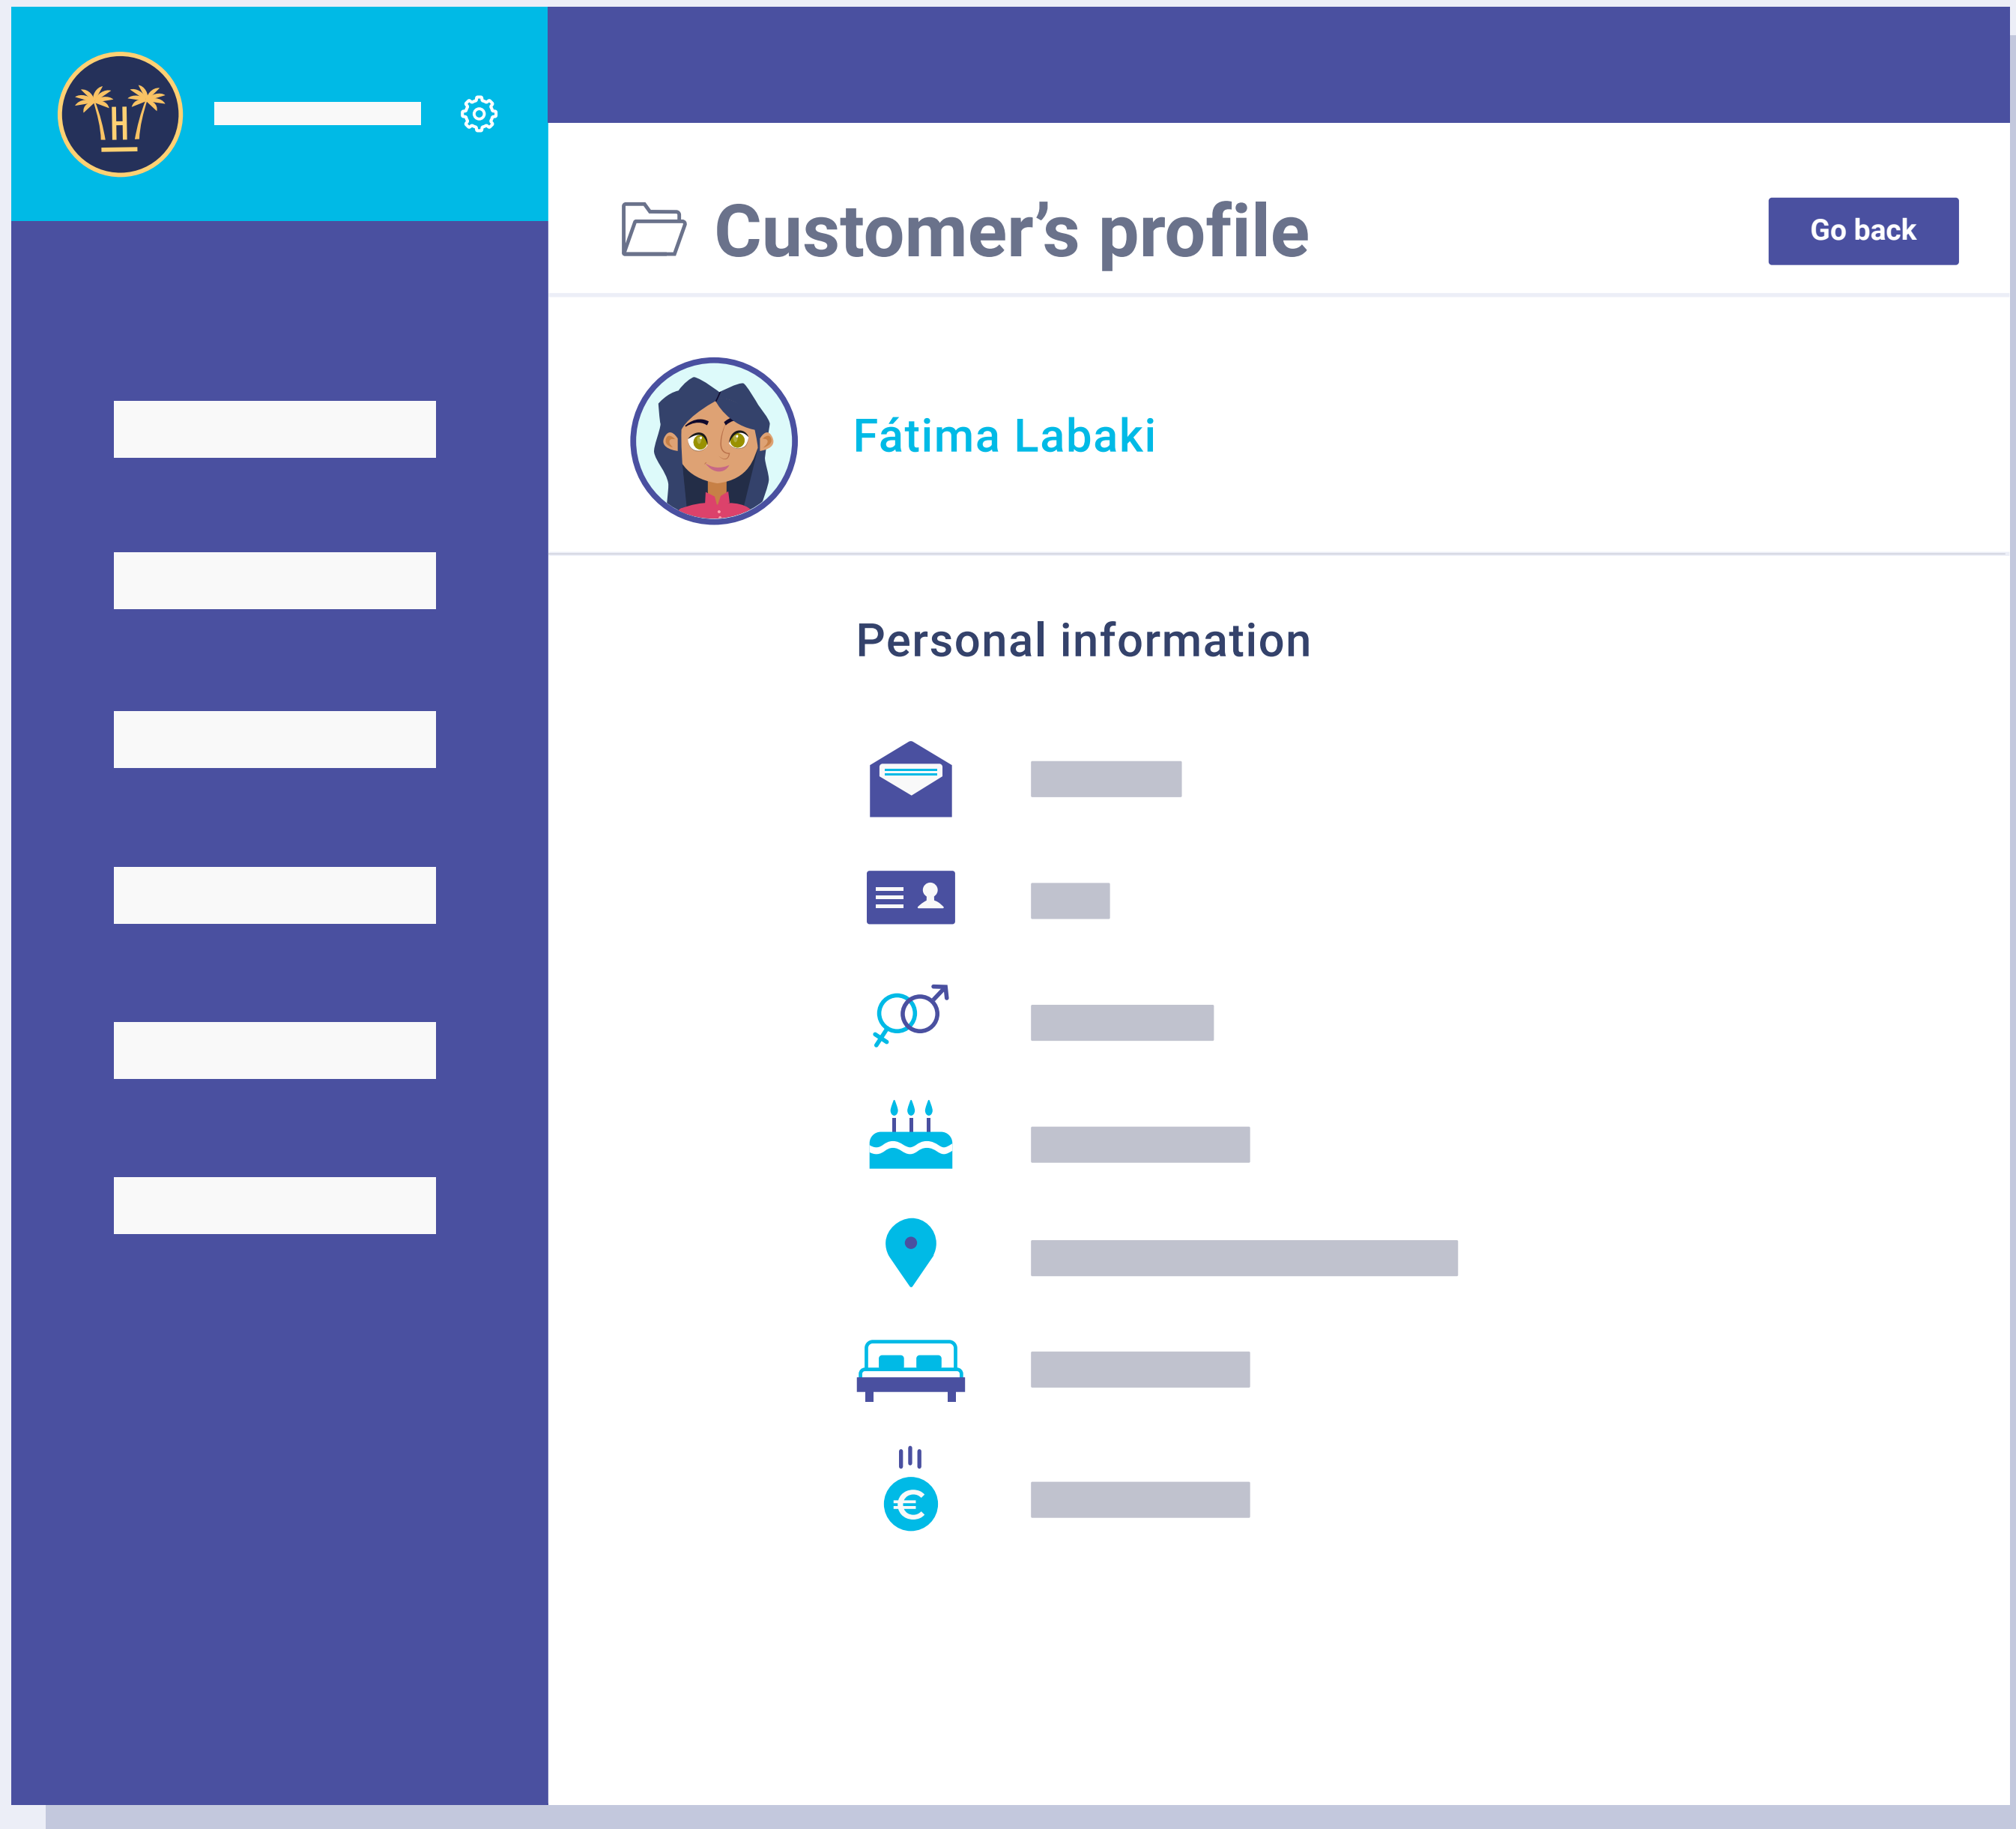 H
Customer’s profile
Go back
Fátima Labaki
Personal information
€